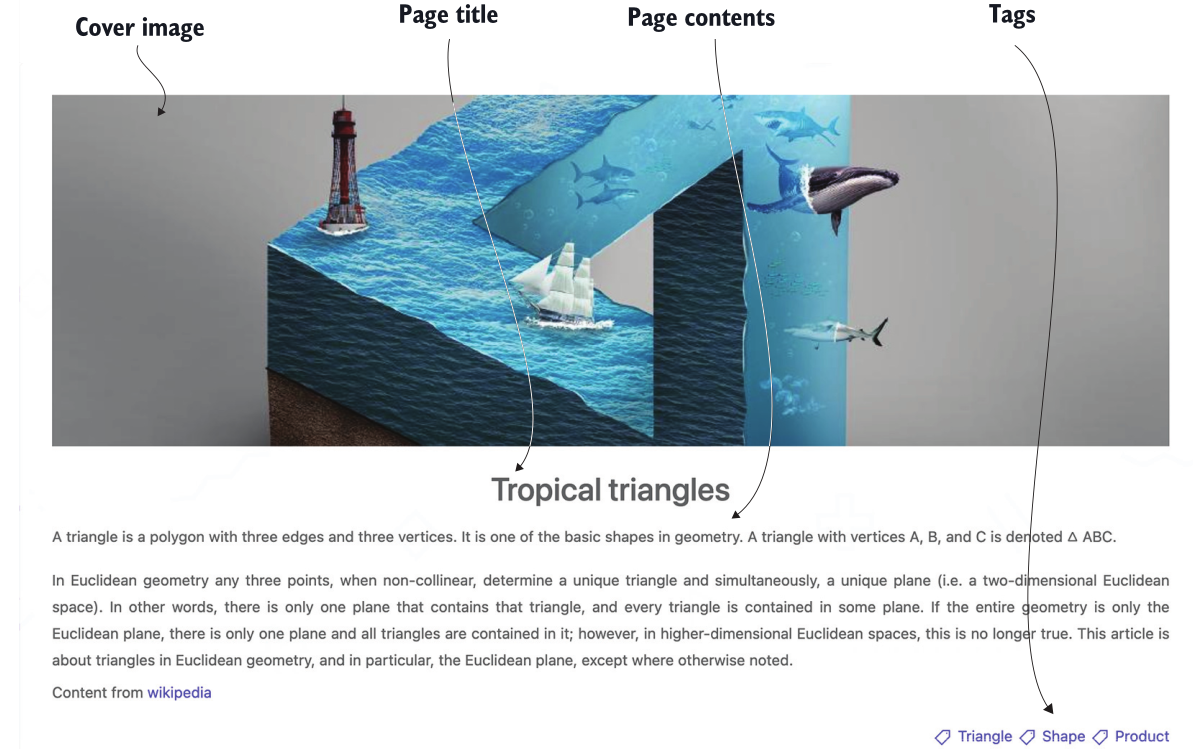 Cover image
Page title
Page contents
Tags
Tropical triangles
A triangle is a polygon with three edges and three vertices. It is one of the basic shapes in geometry. A triangle with vertices A, B, and C is denoted Δ ABC.
In Euclidean geometry any three points, when non-collinear, determine a unique triangle and simultaneously, a unique plane (i.e. a two-dimensional Euclidean
space). In other words, there is only one plane that contains that triangle, and every triangle is contained in some plane. If the entire geometry is only the
Euclidean plane, there is only one plane and all triangles are contained in it; however, in higher-dimensional Euclidean spaces, this is no longer true. This article is
about triangles in Euclidean geometry, and in particular, the Euclidean plane, except where otherwise noted.
Content from wikipedia
Triangle Shape Product